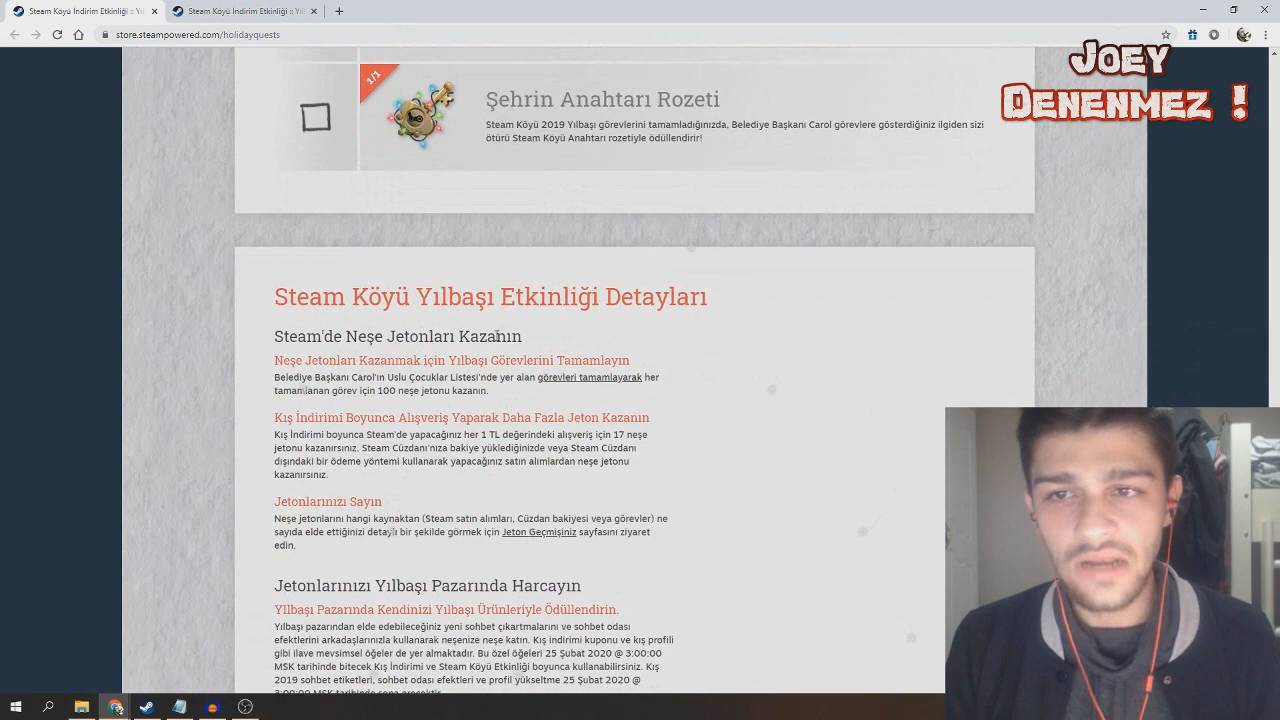 Steam Köyü İndirim Etkinliği :: Yıl
Steam Köyü İndirim Etkinliği :: Yıl
store.steampowered.com/holidayquests
JOEY
DENENMEZ !
1/1
Şehrin Anahtarı Rozeti
Steam Köyü 2019 Yılbaşı görevlerini tamamladığınızda, Belediye Başkanı Carol görevlere gösterdiğiniz ilgiden sizi
ötürü Steam Köyü Anahtarı rozetiyle ödüllendirir!
Steam Köyü Yılbaşı Etkinliği Detayları
Steam'de Neşe Jetonları Kazanın
Neşe Jetonları Kazanmak için Yılbaşı Görevlerini Tamamlayın
Belediye Başkanı Carol'ın Uslu Çocuklar Listesi'nde yer alan görevleri tamamlayarak her
tamamlanan görev için 100 neşe jetonu kazanın.
Kış İndirimi Boyunca Alışveriş Yaparak Daha Fazla Jeton Kazanın
Kış İndirimi boyunca Steam'de yapacağınız her 1 TL değerindeki alışveriş için 17 neşe
jetonu kazanırsınız. Steam Cüzdanı'nıza bakiye yüklediğinizde veya Steam Cüzdanı
dışındaki bir ödeme yöntemi kullanarak yapacağınız satın alımlardan neşe jetonu
kazanırsınız.
Jetonlarınızı Sayın
Neşe jetonlarını hangi kaynaktan (Steam satın alımları, Cüzdan bakiyesi veya görevler) ne
sayıda elde ettiğinizi detaylı bir şekilde görmek için Jeton Geçmişiniz sayfasını ziyaret
edin.
Jetonlarınızı Yılbaşı Pazarında Harcayın
Yılbaşı Pazarında Kendinizi Yılbaşı Ürünleriyle Ödüllendirin.
Yılbaşı pazarından elde edebileceğiniz yeni sohbet çıkartmalarını ve sohbet odası
efektlerini arkadaşlarınızla kullanarak neşenize neşe katın. Kış indirimi kuponu ve kış profili
gibi ilave mevsimsel öğeler de yer almaktadır. Bu özel öğeleri 25 Şubat 2020 @ 3:00:00
MSK tarihinde bitecek Kış İndirimi ve Steam Köyü Etkinliği boyunca kullanabilirsiniz. Kış
2019 sohbet etiketleri, sohbet odası efektleri ve profil yükseltme 25 Şubat 2020 @
3:00:00 MSK tarihinde sona erecektir.